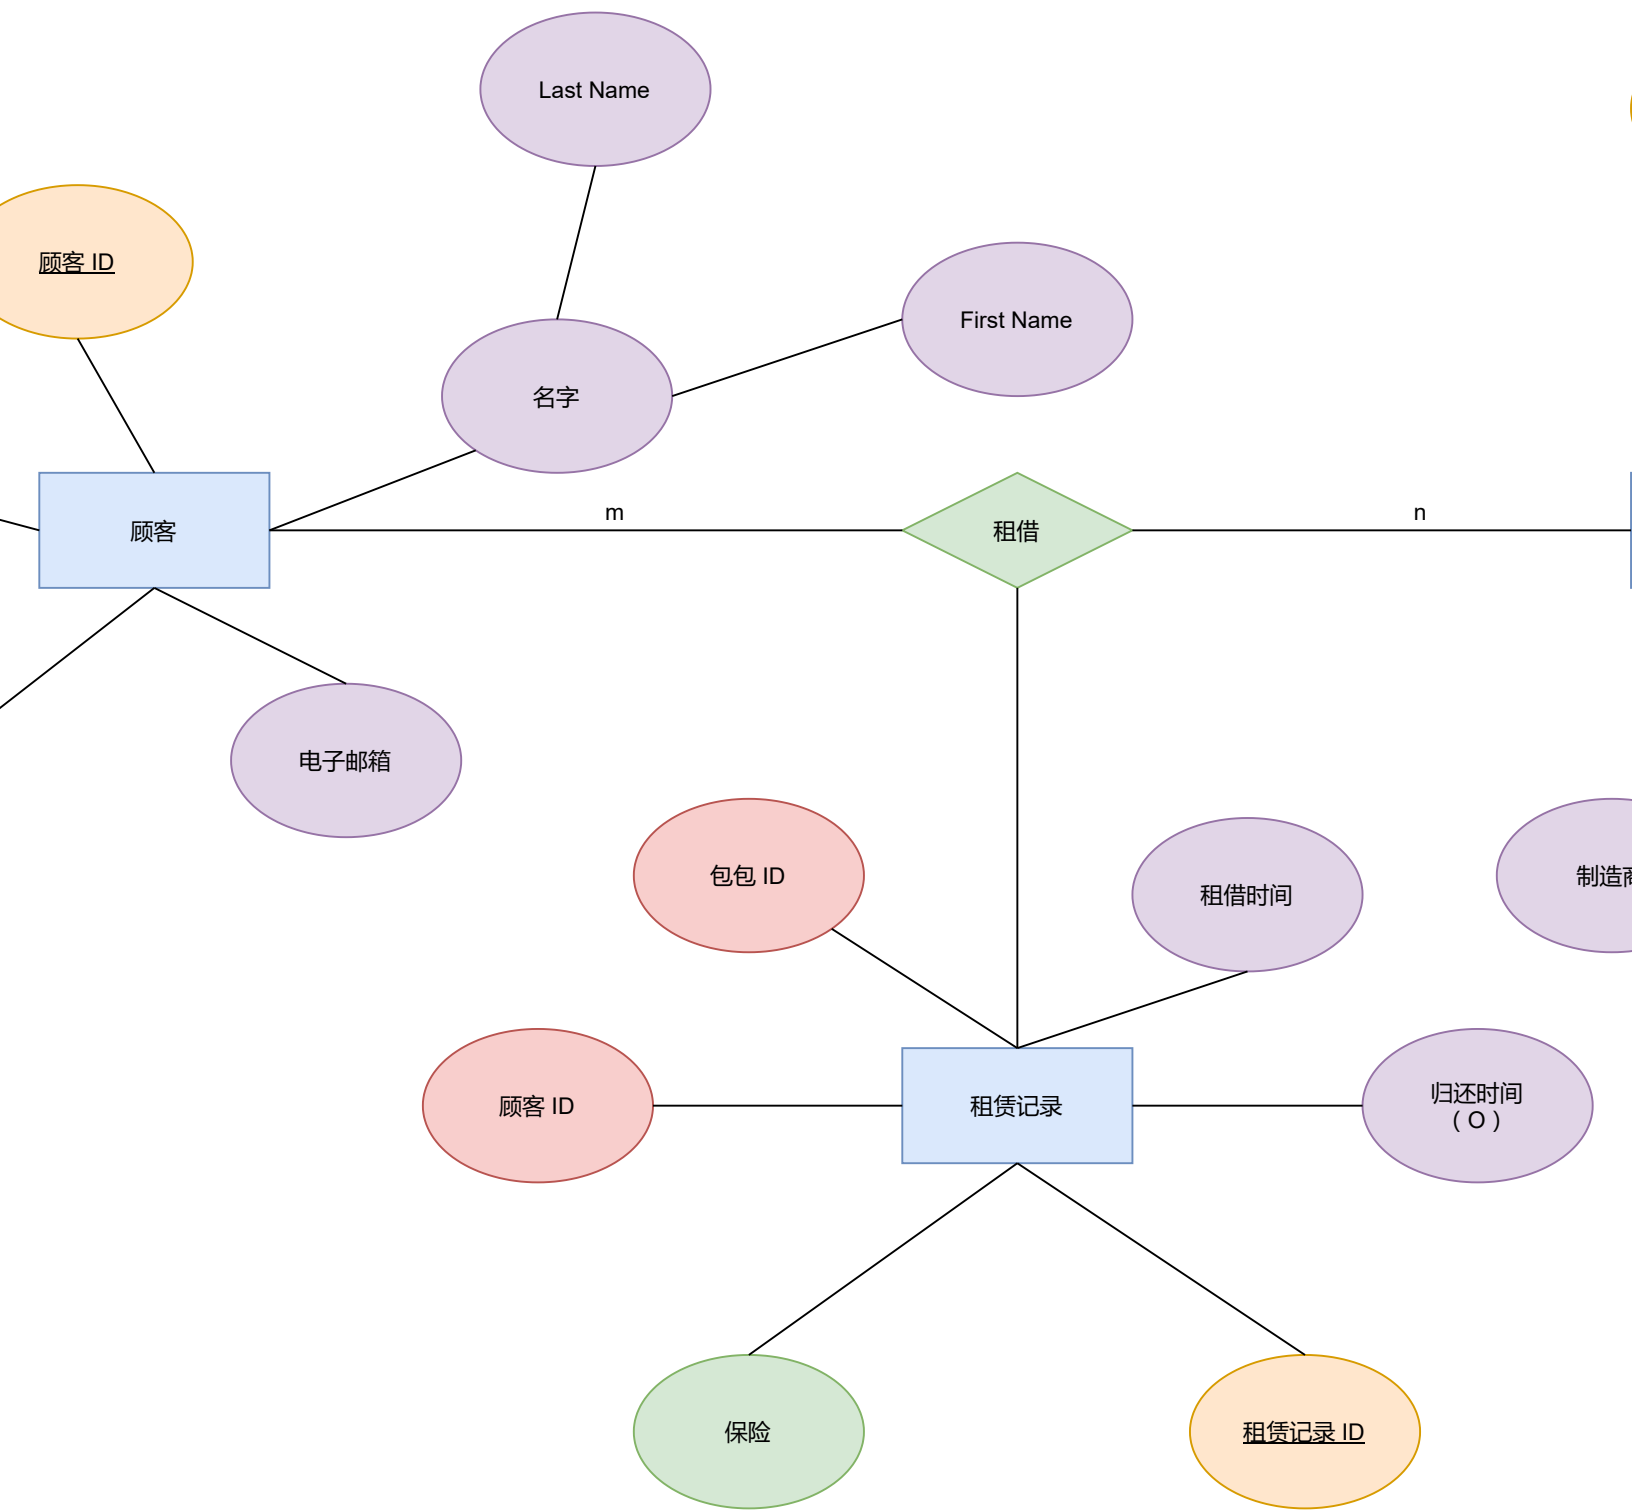 Last Name
顾客 ID
First Name
名字
顾客
m
租借
n
电子邮箱
包包 ID
租借时间
制造
顾客 ID
租赁记录
归还时间
（O）
保险
租赁记录 ID